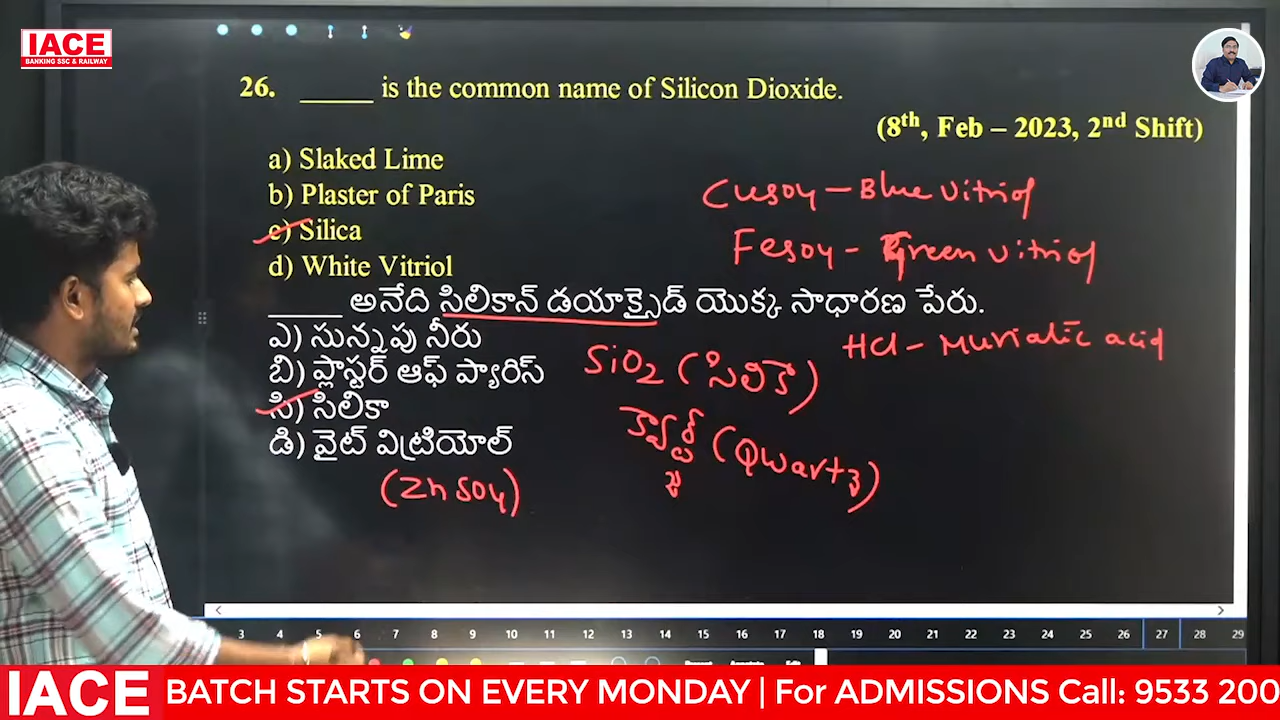 IACE
BANKING SSC & RAILWAY
26. _____ is the common name of Silicon Dioxide.
(8th, Feb – 2023, 2nd Shift)
a) Slaked Lime
b) Plaster of Paris
c) Silica
d) White Vitriol
_____ అనేది సిలికాన్ డయాక్సైడ్ యొక్క సాధారణ పేరు.
ఎ) సున్నపు నీరు
బి) ప్లాస్టర్ ఆఫ్ ప్యారిస్
సి) సిలికా
డి) వైట్ విట్రియోల్
(ZnSO4)
CuSO4 – Blue vitriol
FeSO4 – Green vitriol
HCl – Muriatic acid
SiO2 (సిలికా)
క్వార్ట్జ్ (Quartz)
3 4 5 6 7 8 9 10 11 12 13 14 15 16 17 18 19 20 21 22 23 24 25 26 27 28 29
IACE BATCH STARTS ON EVERY MONDAY | For ADMISSIONS Call: 9533 200